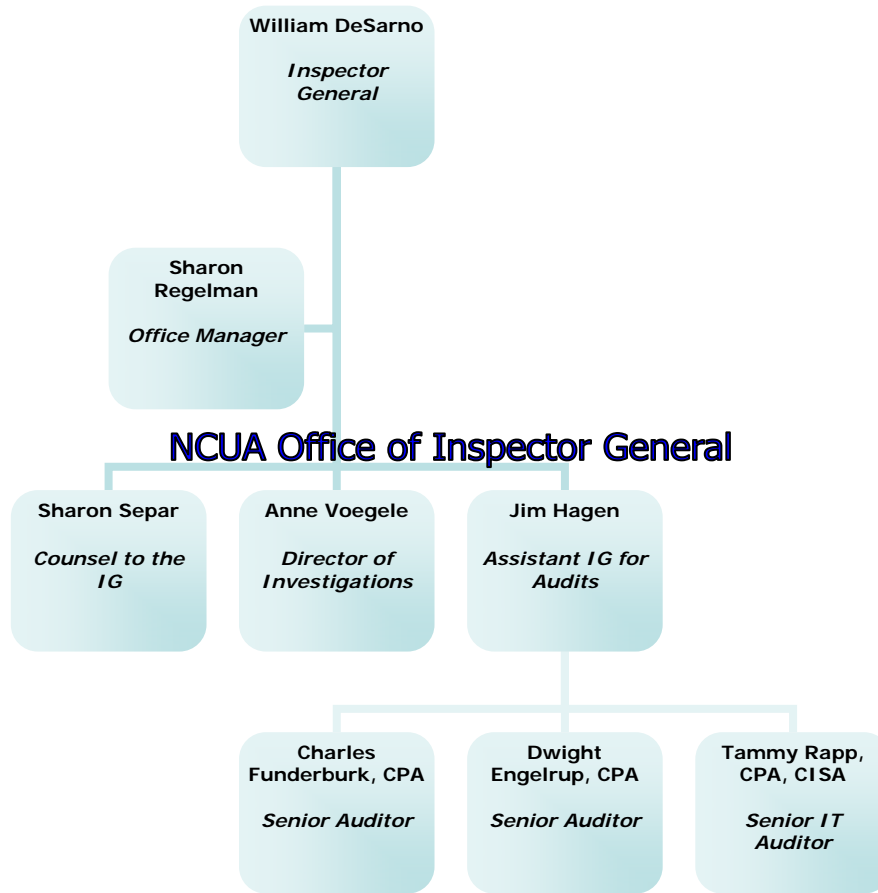 William DeSarno
Inspector
General
Sharon
Regelman
Office Manager
NCUA Office of Inspector General
Sharon Separ
Counsel to the
IG
Anne Voegele
Director of
Investigations
Jim Hagen
Assistant IG for
Audits
Charles
Funderburk, CPA
Senior Auditor
Dwight
Engelrup, CPA
Senior Auditor
Tammy Rapp,
CPA, CISA
Senior IT
Auditor